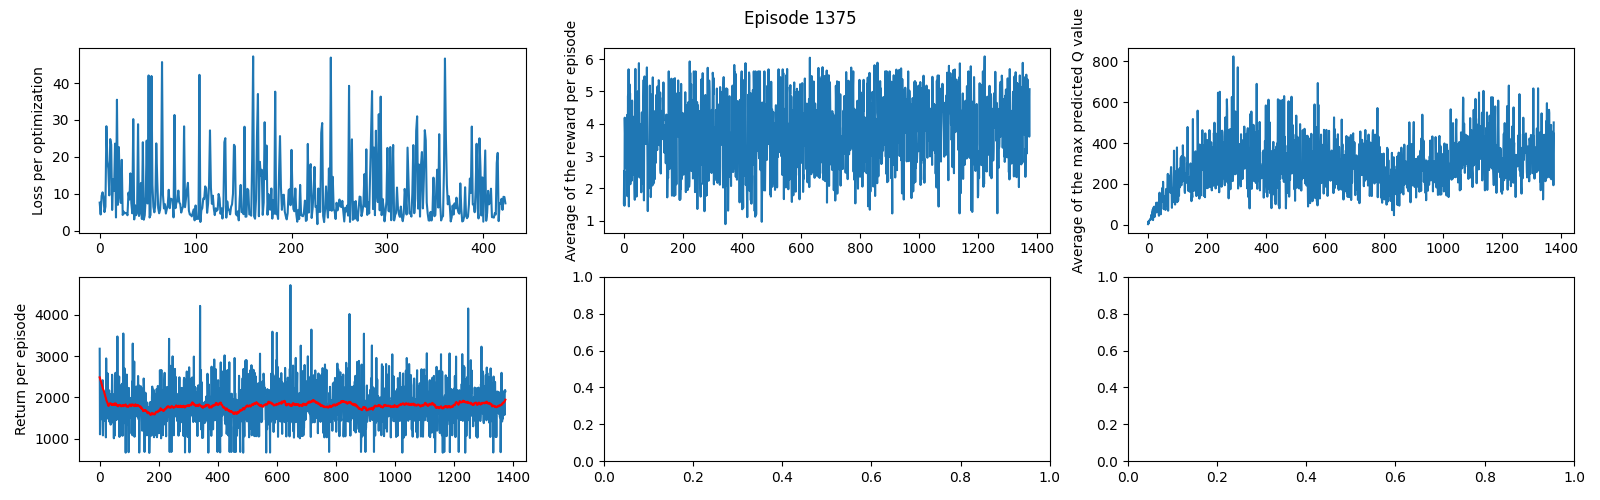 Episode 1375
Loss per optimization
40
30
20
10
0
0 100 200 300 400
Average of the reward per episode
6
5
4
3
2
1
0 200 400 600 800 1000 1200 1400
Average of the max predicted Q value
800
600
400
200
0
0 200 400 600 800 1000 1200 1400
Return per episode
4000
3000
2000
1000
0 200 400 600 800 1000 1200 1400
1.0
0.8
0.6
0.4
0.2
0.0
0.0 0.2 0.4 0.6 0.8 1.0
1.0
0.8
0.6
0.4
0.2
0.0
0.0 0.2 0.4 0.6 0.8 1.0